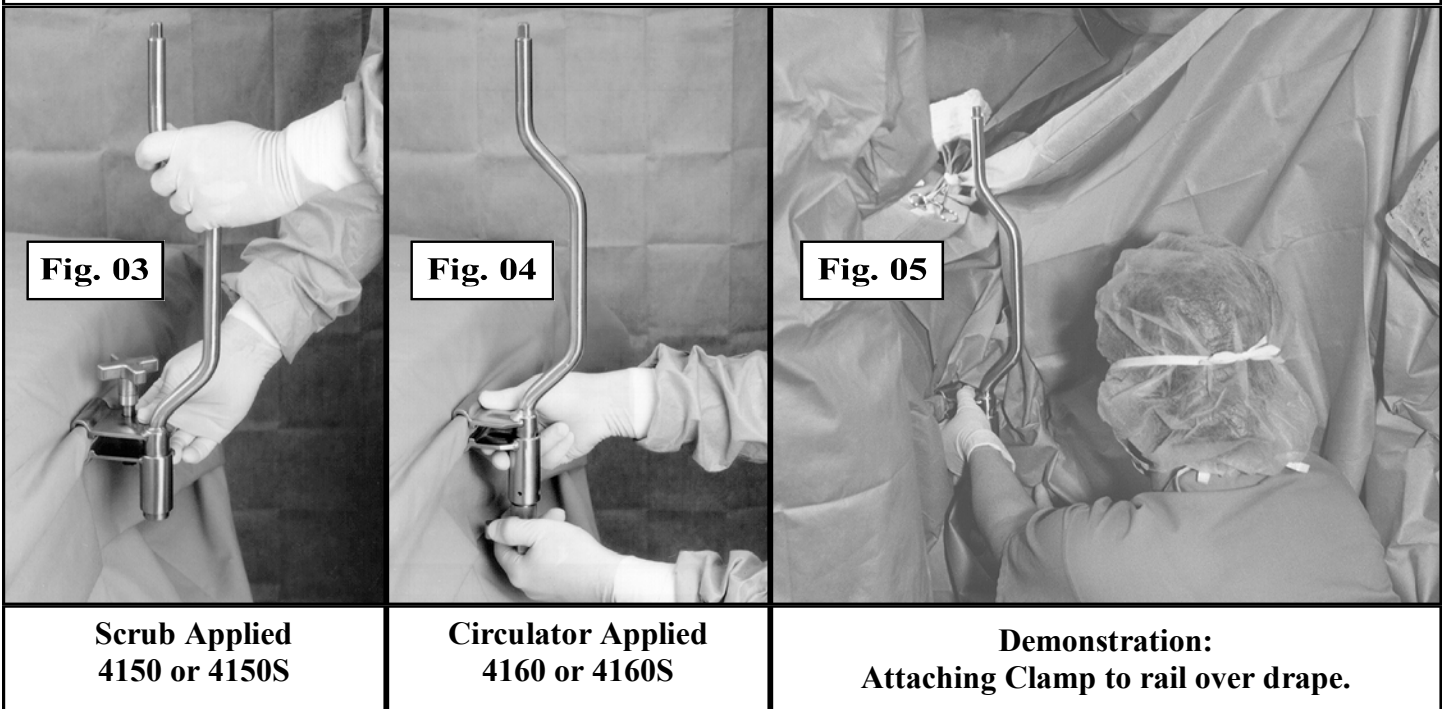 Fig. 03
Fig. 04
Fig. 05
Scrub Applied
4150 or 4150S
Circulator Applied
4160 or 4160S
Demonstration:
Attaching Clamp to rail over drape.